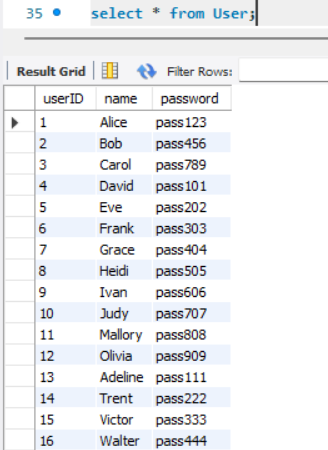 35 select * from User;
Result Grid Filter Rows:
userID name password
1 Alice pass123
2 Bob pass456
3 Carol pass789
4 David pass101
5 Eve pass202
6 Frank pass303
7 Grace pass404
8 Heidi pass505
9 Ivan pass606
10 Judy pass707
11 Mallory pass808
12 Olivia pass909
13 Adeline pass111
14 Trent pass222
15 Victor pass333
16 Walter pass444